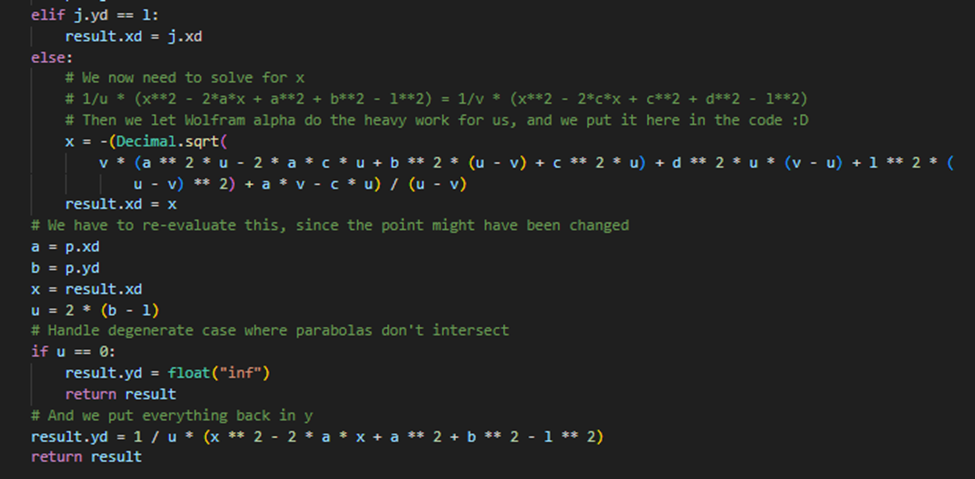 elif j.yd == l:
result.xd = j.xd
else:
# We now need to solve for x
# 1/u * (x**2 - 2*a*x + a**2 + b**2 - l**2) = 1/v * (x**2 - 2*c*x + c**2 + d**2 - l**2)
# Then we let Wolfram alpha do the heavy work for us, and we put it here in the code :D
x = -(Decimal.sqrt(
v * (a ** 2 * u - 2 * a * c * u + b ** 2 * (u - v) + c ** 2 * u) + d ** 2 * u * (v - u) + l ** 2 * (
u - v) ** 2) + a * v - c * u) / (u - v)
result.xd = x
# We have to re-evaluate this, since the point might have been changed
a = p.xd
b = p.yd
x = result.xd
u = 2 * (b - l)
# Handle degenerate case where parabolas don't intersect
if u == 0:
result.yd = float("inf")
return result
# And we put everything back in y
result.yd = 1 / u * (x ** 2 - 2 * a * x + a ** 2 + b ** 2 - l ** 2)
return result